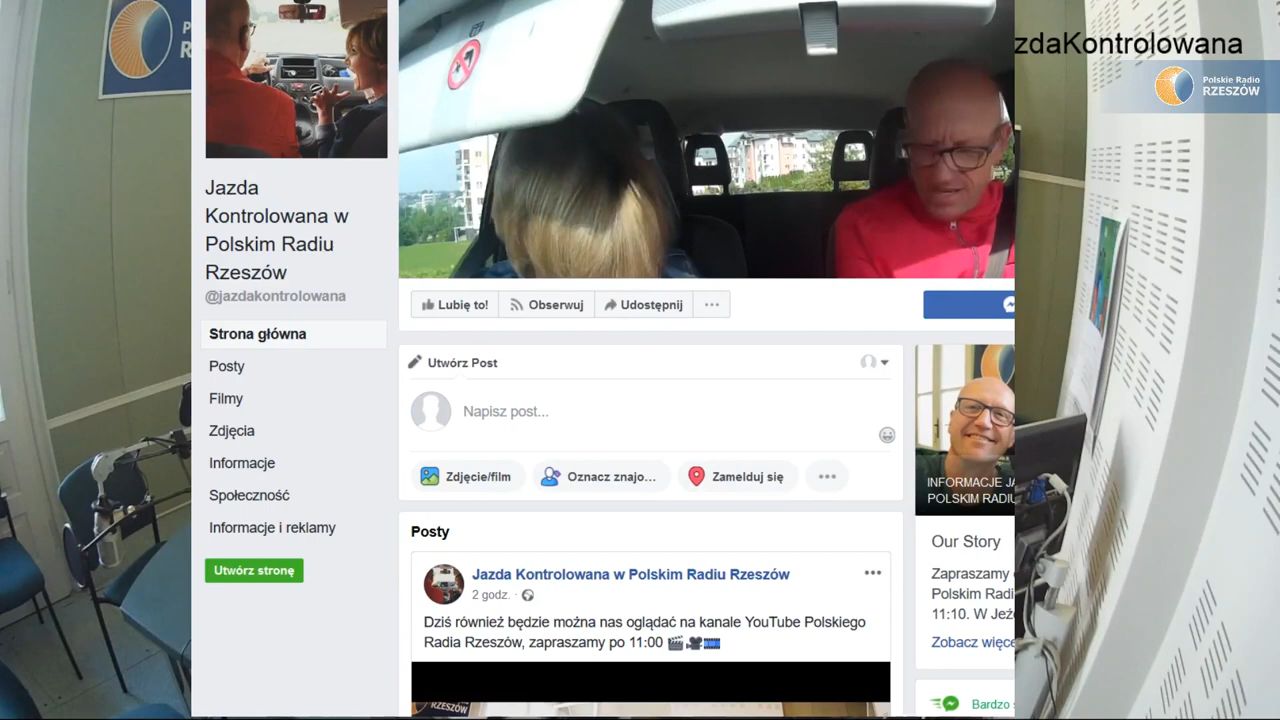 zdaKontrolowana
Polskie Radio
RZESZÓW
Jazda
Kontrolowana w
Polskim Radiu
Rzeszów
@jazdakontrolowana
Strona główna
Posty
Filmy
Zdjęcia
Informacje
Społeczność
Informacje i reklamy
Utwórz stronę
Lubię to!
Obserwuj
Udostępnij
Utwórz Post
Napisz post...
Zdjęcie/film
Oznacz znajo...
Zamelduj się
Posty
Jazda Kontrolowana w Polskim Radiu Rzeszów
2 godz.
Dziś również będzie można nas oglądać na kanale YouTube Polskiego
Radia Rzeszów, zapraszamy po 11:00
RZESZÓW
INFORMACJE JA
POLSKIM RADIU
Our Story
Zapraszamy
Polskim Radi
11:10. W Jeź
Zobacz więce
Bardzo